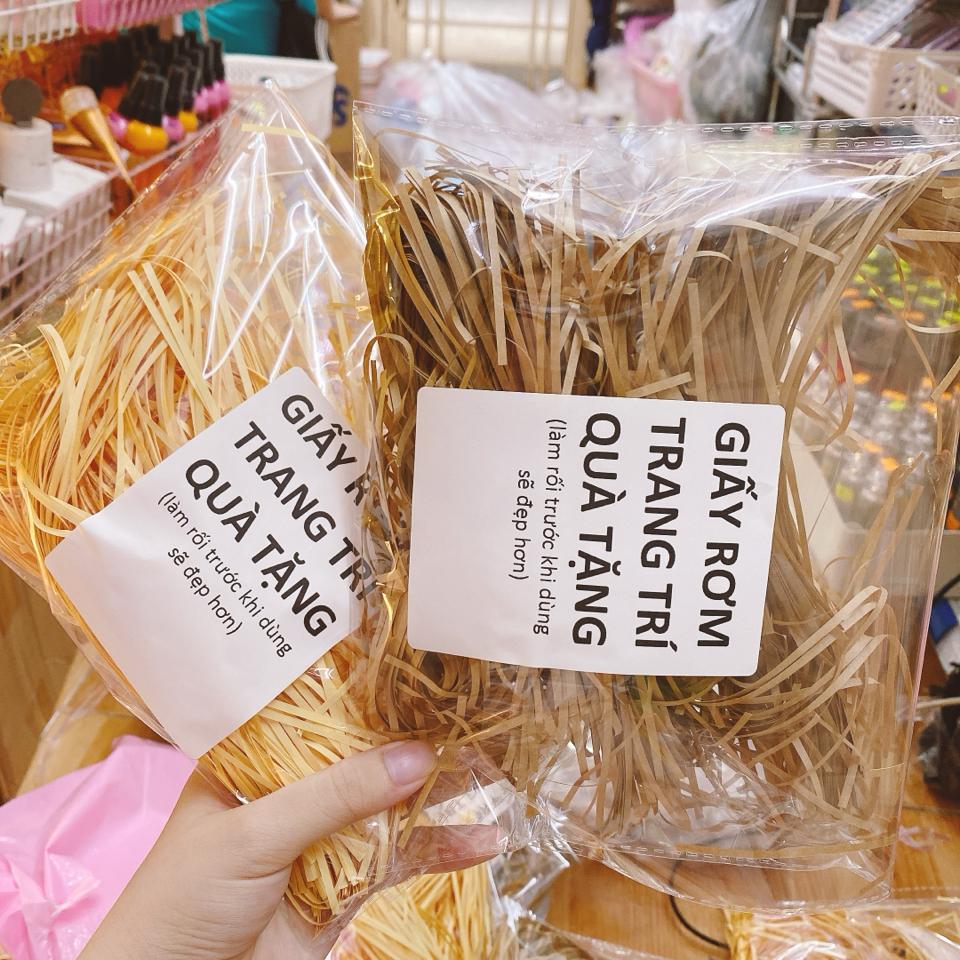 GIẤY R
TRANG TRÍ
QUÀ TẶNG
(làm rối trước khi dùng
sẽ đẹp hơn)
GIẤY RƠM
TRANG TRÍ
QUÀ TẶNG
(làm rối trước khi dùng
sẽ đẹp hơn)